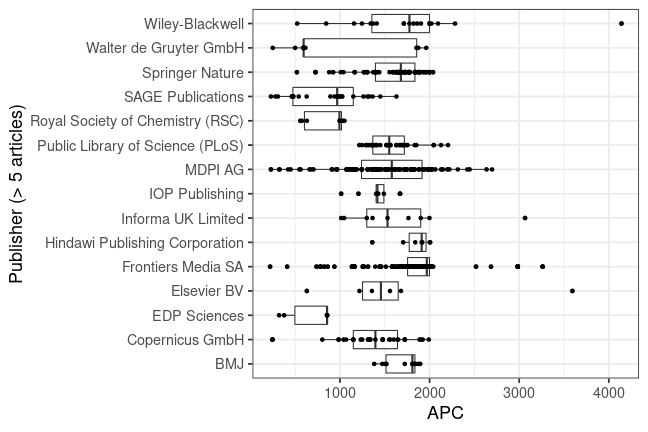 Publisher (> 5 articles)
Wiley-Blackwell
Walter de Gruyter GmbH
Springer Nature
SAGE Publications
Royal Society of Chemistry (RSC)
Public Library of Science (PLoS)
MDPI AG
IOP Publishing
Informa UK Limited
Hindawi Publishing Corporation
Frontiers Media SA
Elsevier BV
EDP Sciences
Copernicus GmbH
BMJ
1000 2000 3000 4000
APC